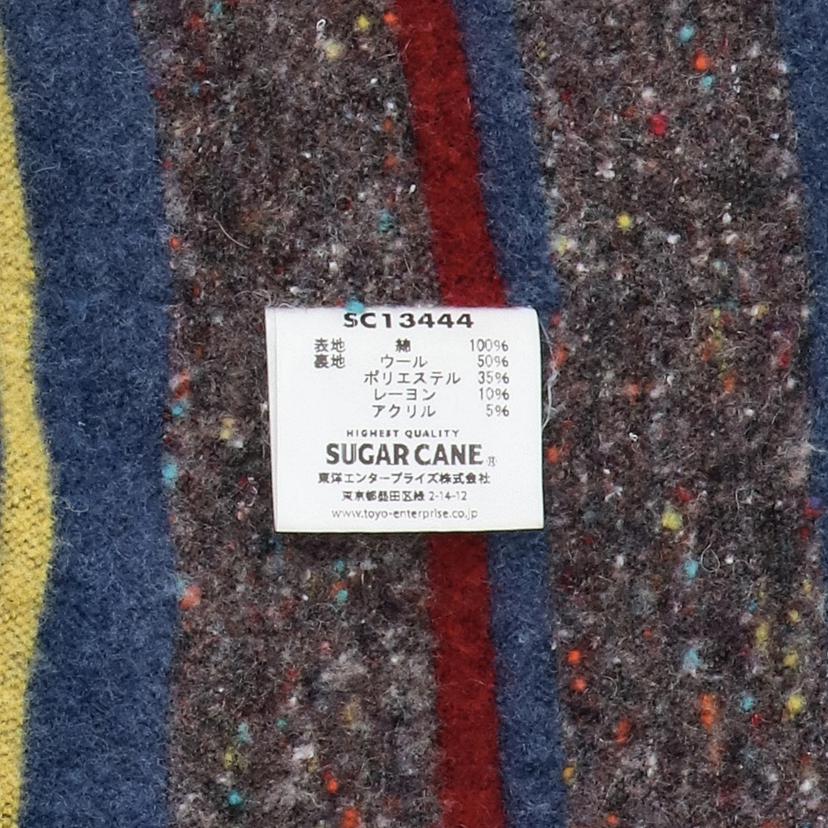 SC13444
表地 綿 100%
裏地 ウール 50%
ポリエステル 35%
レーヨン 10%
アクリル 5%
HIGHEST QUALITY
SUGAR CANE®
東洋エンタープライズ株式会社
東京都墨田区緑 2-14-12
www.toyo-enterprise.co.jp